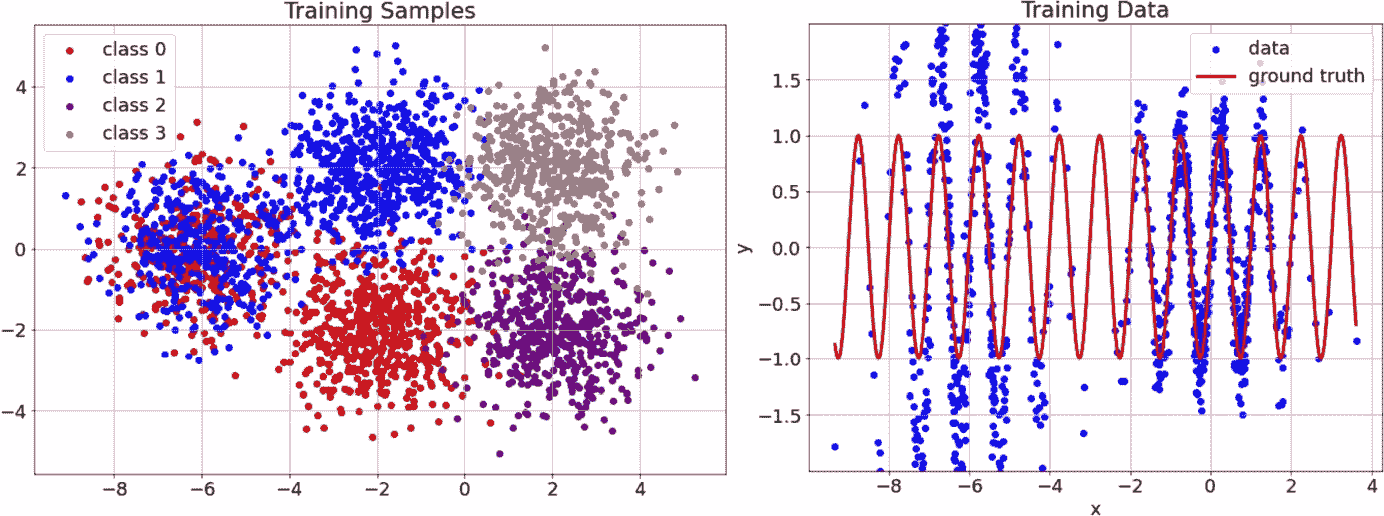 Training Samples
class 0
class 1
class 2
class 3
4
2
0
−2
−4
−8
−6
−4
−2
0
2
4
Training Data
data
ground truth
1.5
1.0
0.5
0.0
−0.5
−1.0
−1.5
y
−8
−6
−4
−2
0
2
4
x